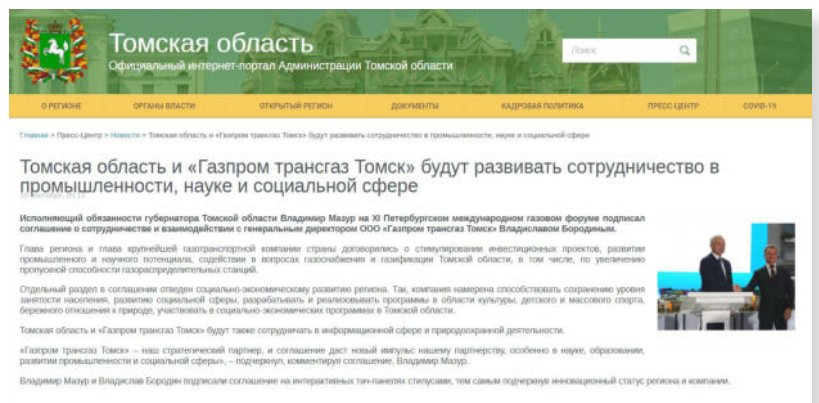 Томская область
Официальный интернет-портал Администрации Томской области
Поиск
О РЕГИОНЕ ОРГАНЫ ВЛАСТИ ОТКРЫТЫЙ РЕГИОН ДОКУМЕНТЫ КАДРОВАЯ ПОЛИТИКА ПРЕСС-ЦЕНТР COVID-19
Главная > Пресс-Центр > Новости > Томская область и «Газпром трансгаз Томск» будут развивать сотрудничество в промышленности, науке и социальной сфере
Томская область и «Газпром трансгаз Томск» будут развивать сотрудничество в
промышленности, науке и социальной сфере
Исполняющий обязанности губернатора Томской области Владимир Мазур на XI Петербургском международном газовом форуме подписал
соглашение о сотрудничестве и взаимодействии с генеральным директором ООО «Газпром трансгаз Томск» Владиславом Бородиным.
Глава региона и глава крупнейшей газотранспортной компании страны договорились о стимулировании инвестиционных проектов, развитии
промышленного и научного потенциала, содействии в вопросах газоснабжения и газификации Томской области, в том числе, по увеличению
пропускной способности газораспределительных станций.
Отдельный раздел в соглашении отведен социально-экономическому развитию региона. Так, компания намерена способствовать сохранению уровня
занятости населения, развитию социальной сферы, разрабатывать и реализовывать программы в области культуры, детского и массового спорта,
бережного отношения к природе, участвовать в социально-экономических программах в Томской области.
Томская область и «Газпром трансгаз Томск» будут также сотрудничать в информационной сфере и природоохранной деятельности.
«Газпром трансгаз Томск» – наш стратегический партнер, и соглашение даст новый импульс нашему партнерству, особенно в науке, образовании,
развитии промышленности и социальной сферы», – подчеркнул, комментируя соглашение, Владимир Мазур.
Владимир Мазур и Владислав Бородин подписали соглашение на интерактивных тач-панелях стилусами, тем самым подчеркнув инновационный статус региона и компании.